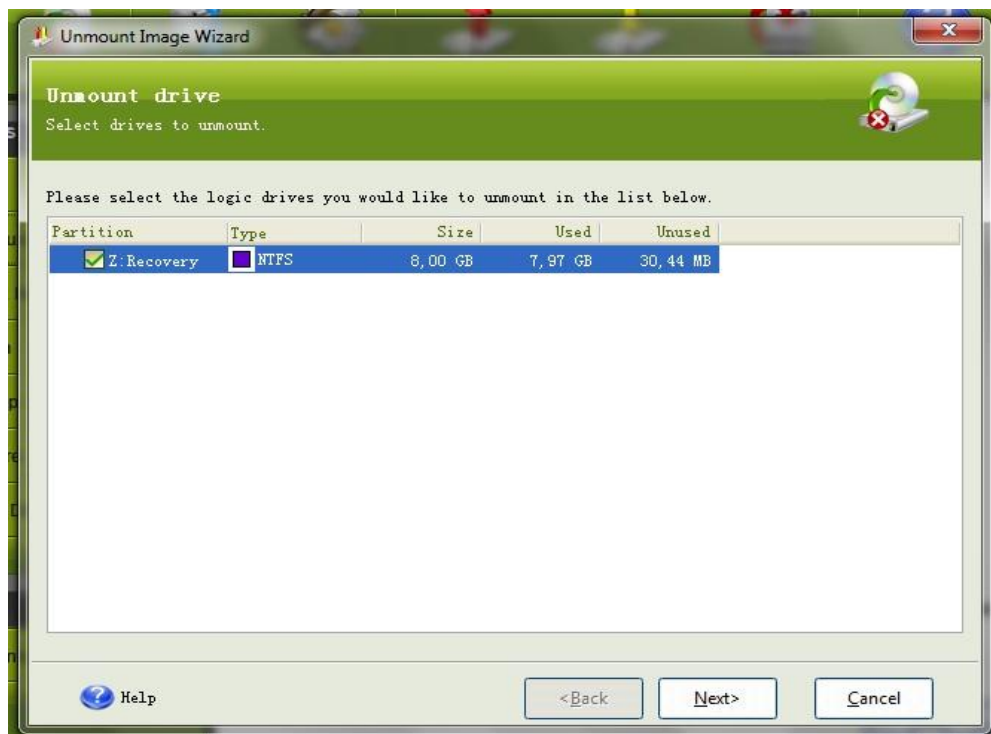 Unmount Image Wizard
Unmount drive
Select drives to unmount.
Please select the logic drives you would like to unmount in the list below.
Partition Type Size Used Unused
Z:Recovery NTFS 8,00 GB 7,97 GB 30,44 MB
Help <Back Next> Cancel